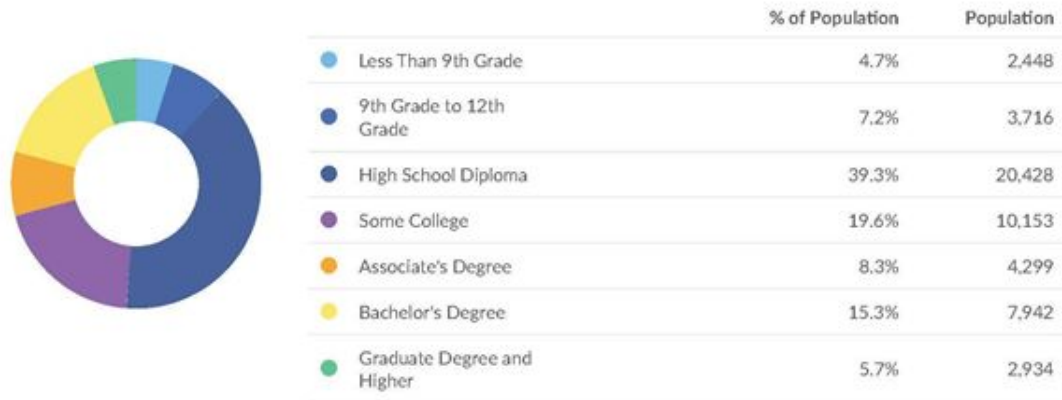 % of Population Population
Less Than 9th Grade 4.7% 2,448
9th Grade to 12th
Grade 7.2% 3,716
High School Diploma 39.3% 20,428
Some College 19.6% 10,153
Associate's Degree 8.3% 4,299
Bachelor's Degree 15.3% 7,942
Graduate Degree and
Higher 5.7% 2,934